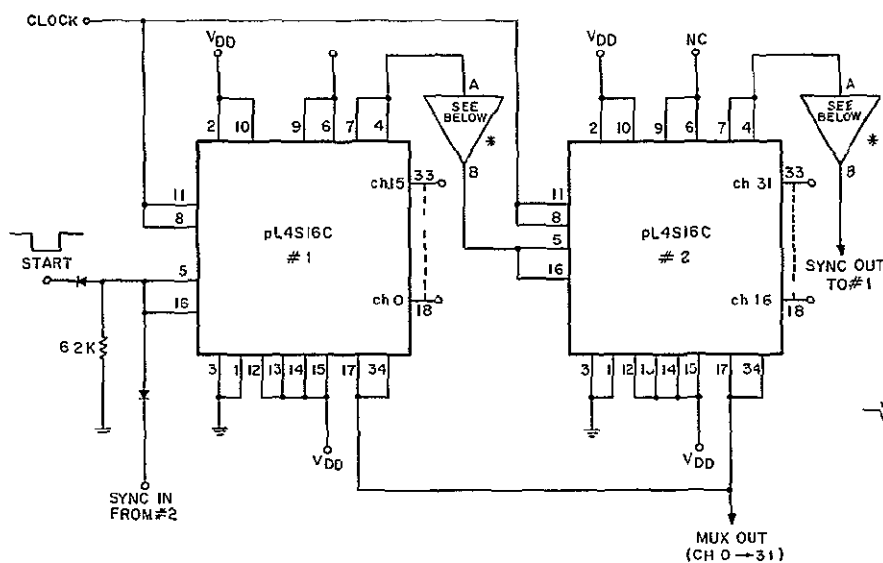 CLOCK
VDD
VDD
NC
A
A
SEE
BELOW
*
SEE
BELOW
*
2
10
9
6
7
4
2
10
9
6
7
4
B
B
11
8
5
16
ch15
33
pL4S16C
#1
ch 0
18
11
8
5
16
ch 31
33
pL4S16C
#2
ch 16
18
START
SYNC OUT
TO #1
62K
3
1
12
13
14
15
17
34
3
1
12
14
15
17
34
VDD
VDD
SYNC IN
FROM #2
MUX OUT
(CH 0→31)